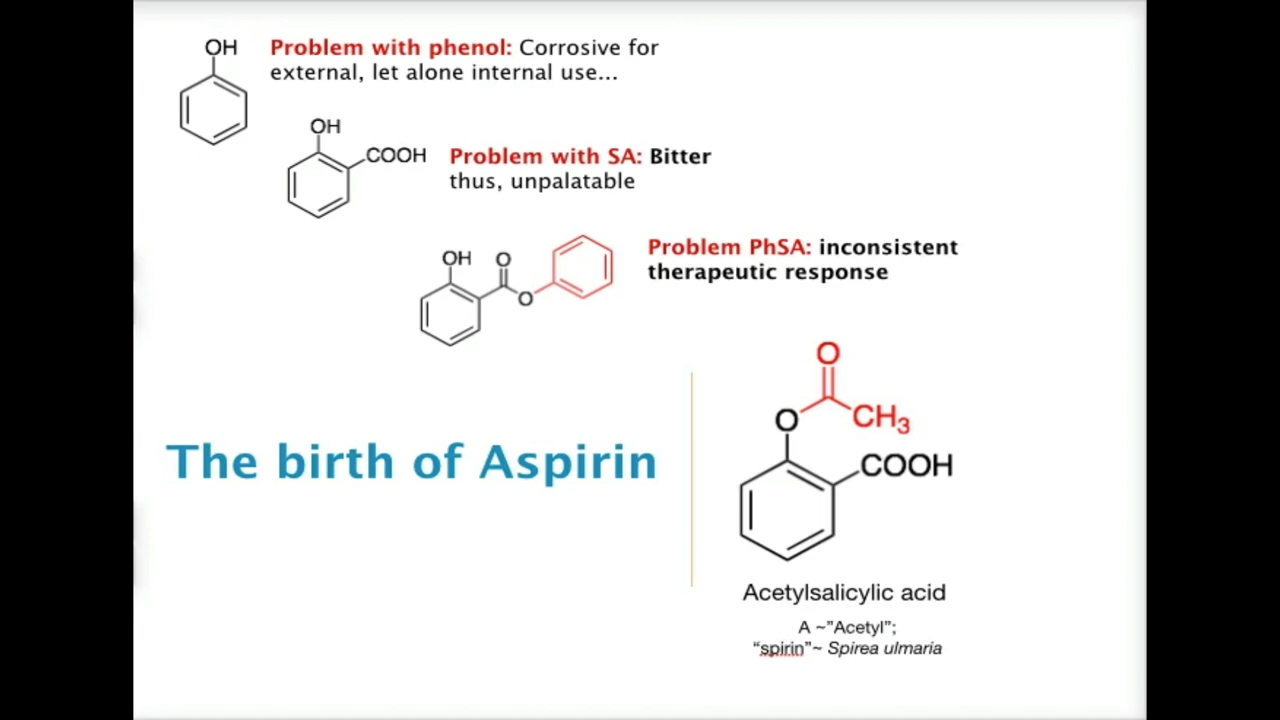 OH
Problem with phenol: Corrosive for
external, let alone internal use...
OH
COOH
Problem with SA: Bitter
thus, unpalatable
OH
O
O
Problem PhSA: inconsistent
therapeutic response
The birth of Aspirin
O
O
CH3
COOH
Acetylsalicylic acid
A ~"Acetyl";
"spirin"~ Spirea ulmaria